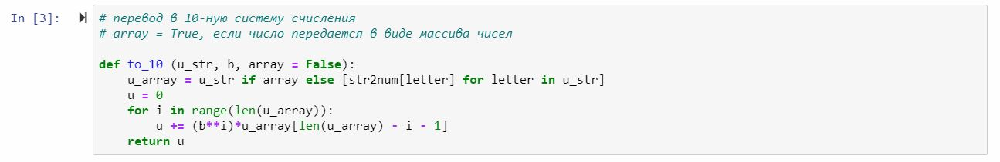 In [3]:
# перевод в 10-ную систему счисления
# array = True, если число передается в виде массива чисел
def to_10 (u_str, b, array = False):
    u_array = u_str if array else [str2num[letter] for letter in u_str]
    u = 0
    for i in range(len(u_array)):
        u += (b**i)*u_array[len(u_array) - i - 1]
    return u